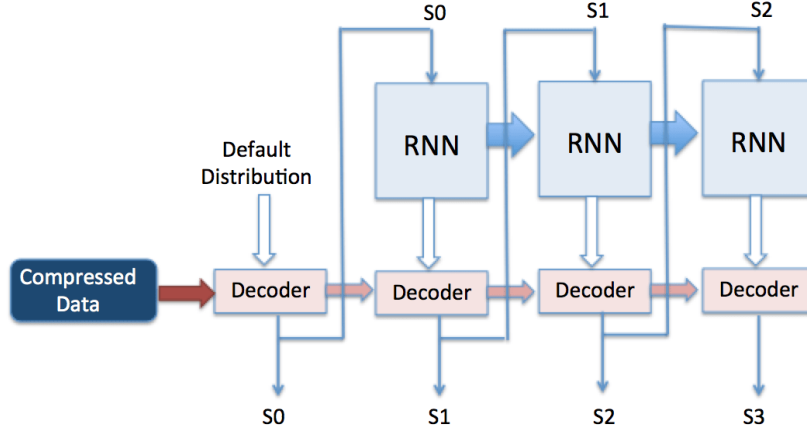 S0
S1
S2
RNN
RNN
RNN
Default
Distribution
Compressed
Data
Decoder
Decoder
Decoder
Decoder
S0
S1
S2
S3